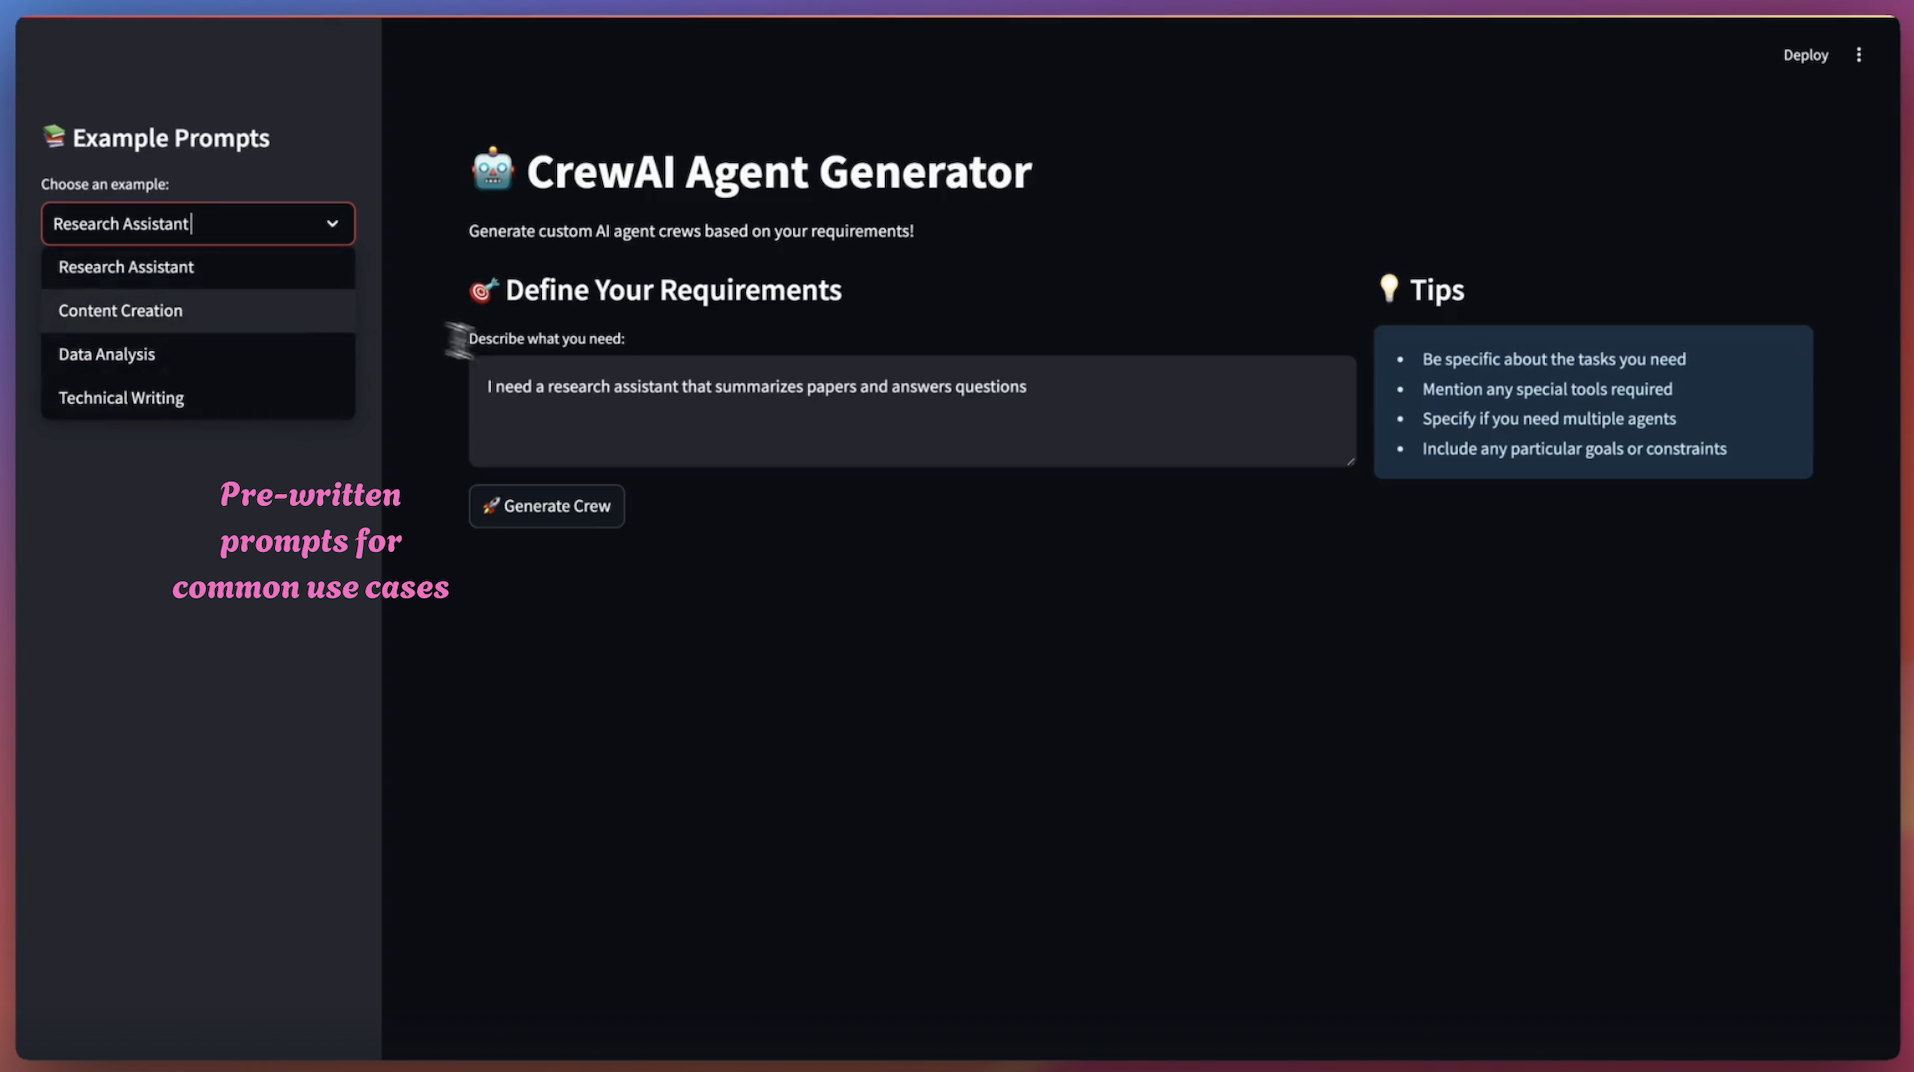 Deploy
Example Prompts
Choose an example:
Research Assistant
Research Assistant
Content Creation
Data Analysis
Technical Writing
Pre-written
prompts for
common use cases
CrewAI Agent Generator
Generate custom AI agent crews based on your requirements!
Define Your Requirements
Describe what you need:
I need a research assistant that summarizes papers and answers questions
Generate Crew
Tips
• Be specific about the tasks you need
• Mention any special tools required
• Specify if you need multiple agents
• Include any particular goals or constraints